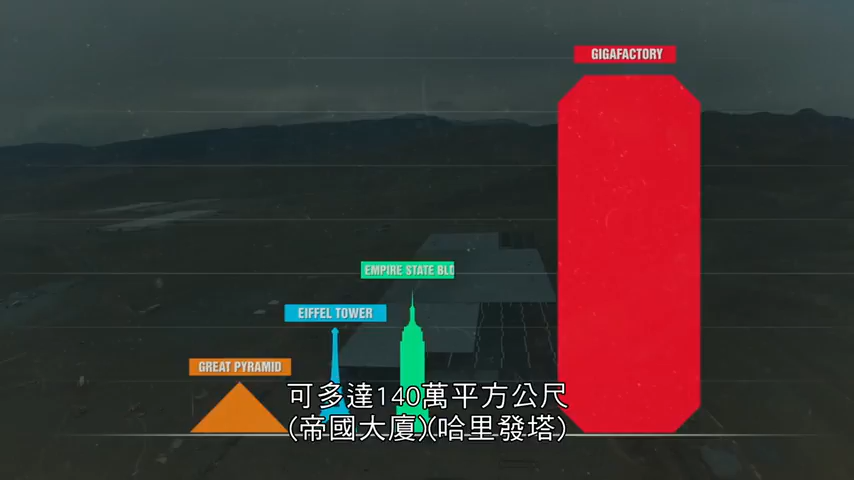 GIGAFACTORY
EMPIRE STATE BLD
EIFFEL TOWER
GREAT PYRAMID
可多達140萬平方公尺
(帝國大廈)(哈里發塔)